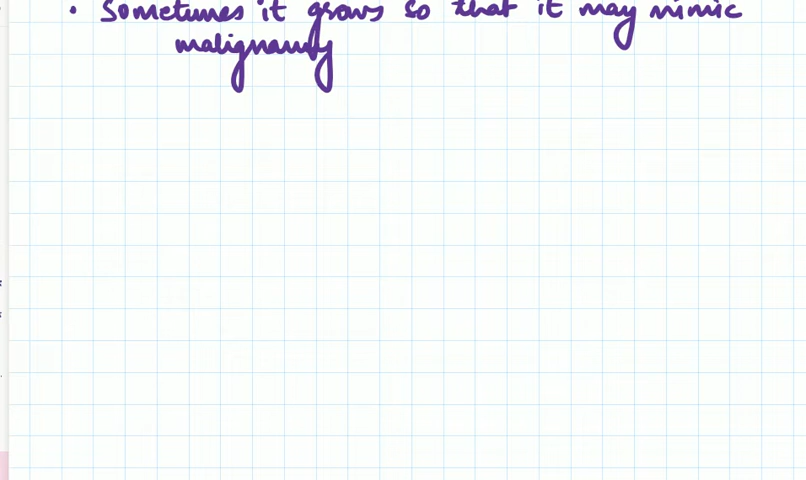 • Sometimes it grows so that it may mimic
malignancy